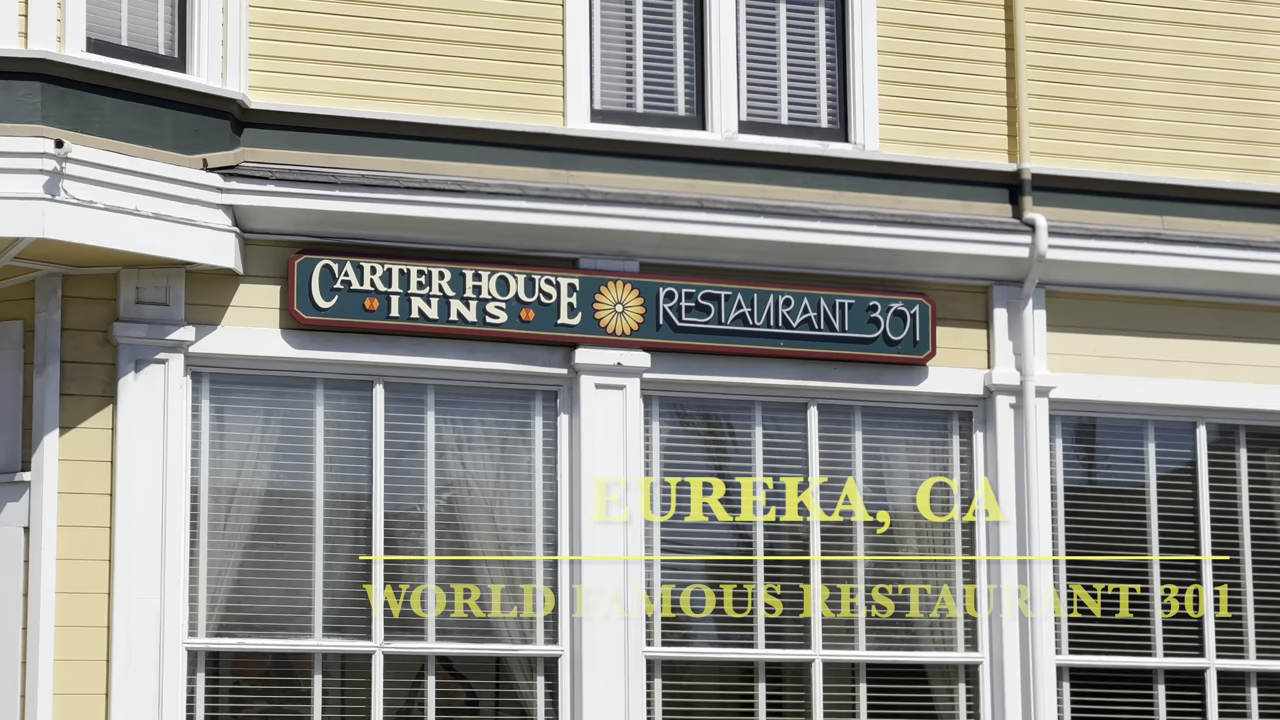 CARTER HOUSE
INNS
RESTAURANT 301
EUREKA, CA
WORLD FAMOUS RESTAURANT 301